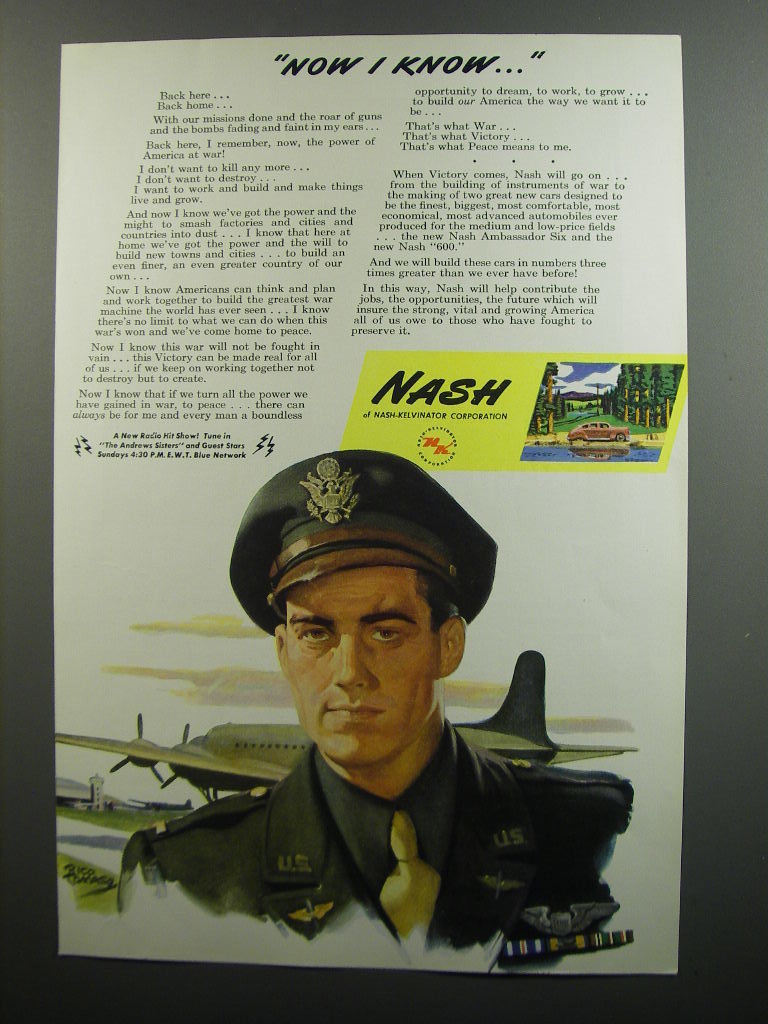 "NOW I KNOW..."
Back here . . .
Back home . . .
With our missions done and the roar of guns
and the bombs fading and faint in my ears . . .
Back here, I remember, now, the power of
America at war!
I don't want to kill any more . . .
I don't want to destroy . . .
I want to work and build and make things
live and grow.
And now I know we've got the power and the
might to smash factories and cities and
countries into dust . . . I know that here at
home we've got the power and the will to
build new towns and cities . . . to build an
even finer, an even greater country of our
own . . .
Now I know Americans can think and plan
and work together to build the greatest war
machine the world has ever seen . . . I know
there's no limit to what we can do when this
war's won and we've come home to peace.
Now I know this war will not be fought in
vain . . . this Victory can be made real for all
of us . . . if we keep on working together not
to destroy but to create.
Now I know that if we turn all the power we
have gained in war, to peace . . . there can
always be for me and every man a boundless
opportunity to dream, to work, to grow . . .
to build our America the way we want it to
be . . .
That's what War . . .
That's what Victory . . .
That's what Peace means to me.
• • •
When Victory comes, Nash will go on . . .
from the building of instruments of war to
the making of two great new cars designed to
be the finest, biggest, most comfortable, most
economical, most advanced automobiles ever
produced for the medium and low-price fields
. . . the new Nash Ambassador Six and the
new Nash "600."
And we will build these cars in numbers three
times greater than we ever have before!
In this way, Nash will help contribute the
jobs, the opportunities, the future which will
insure the strong, vital and growing America
all of us owe to those who have fought to
preserve it.
A New Radio Hit Show! Tune in
"The Andrews Sisters" and Guest Stars
Sundays 4:30 P.M. E.W.T. Blue Network
NASH
of NASH-KELVINATOR CORPORATION
NASH-KELVINATOR
NK
CORPORATION
U.S.
U.S.